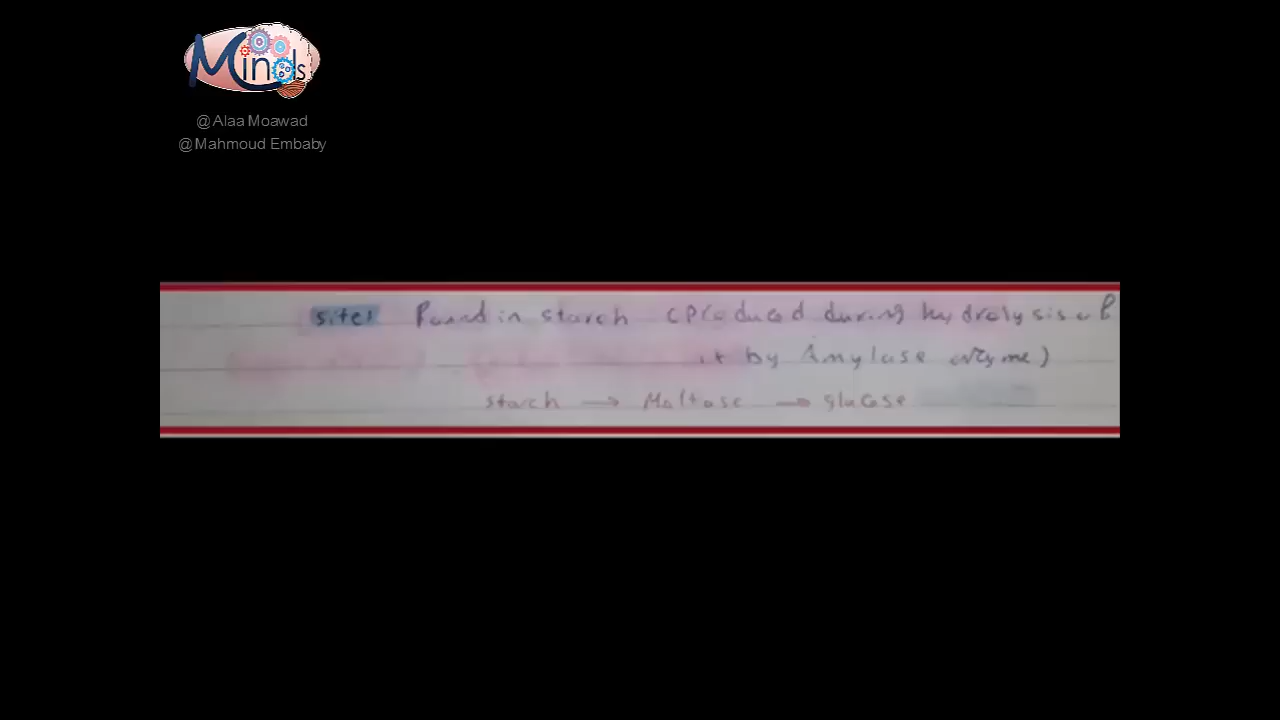 Minds
@Alaa Moawad
@Mahmoud Embaby
site: Found in starch (Produced during hydrolysis of
it by Amylase enzyme)
starch → Maltose → glucose